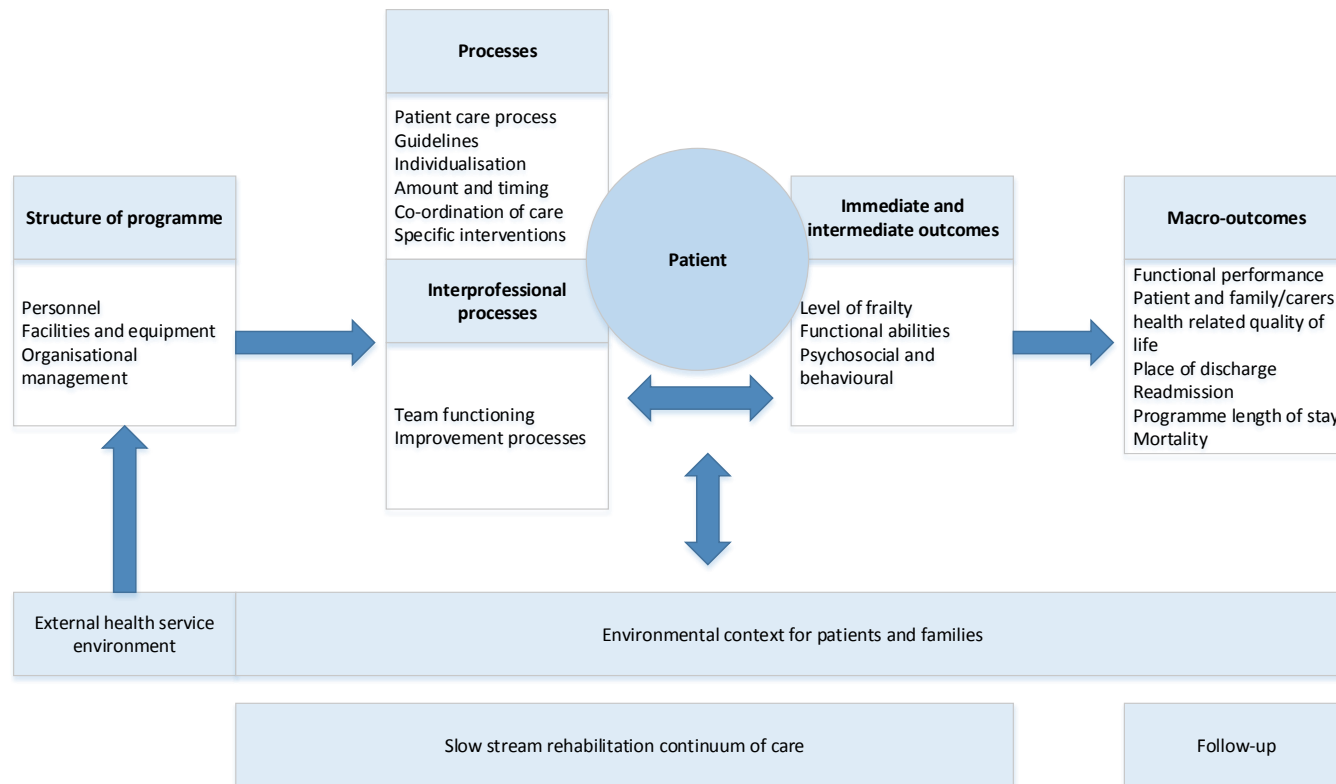 Processes
Patient care process
Guidelines
Individualisation
Amount and timing
Co-ordination of care
Specific interventions
Interprofessional
processes
Team functioning
Improvement processes
Structure of programme
Personnel
Facilities and equipment
Organisational
management
Patient
Immediate and
intermediate outcomes
Level of frailty
Functional abilities
Psychosocial and
behavioural
Macro-outcomes
Functional performance
Patient and family/carers
health related quality of
life
Place of discharge
Readmission
Programme length of stay
Mortality
External health service
environment
Environmental context for patients and families
Slow stream rehabilitation continuum of care
Follow-up